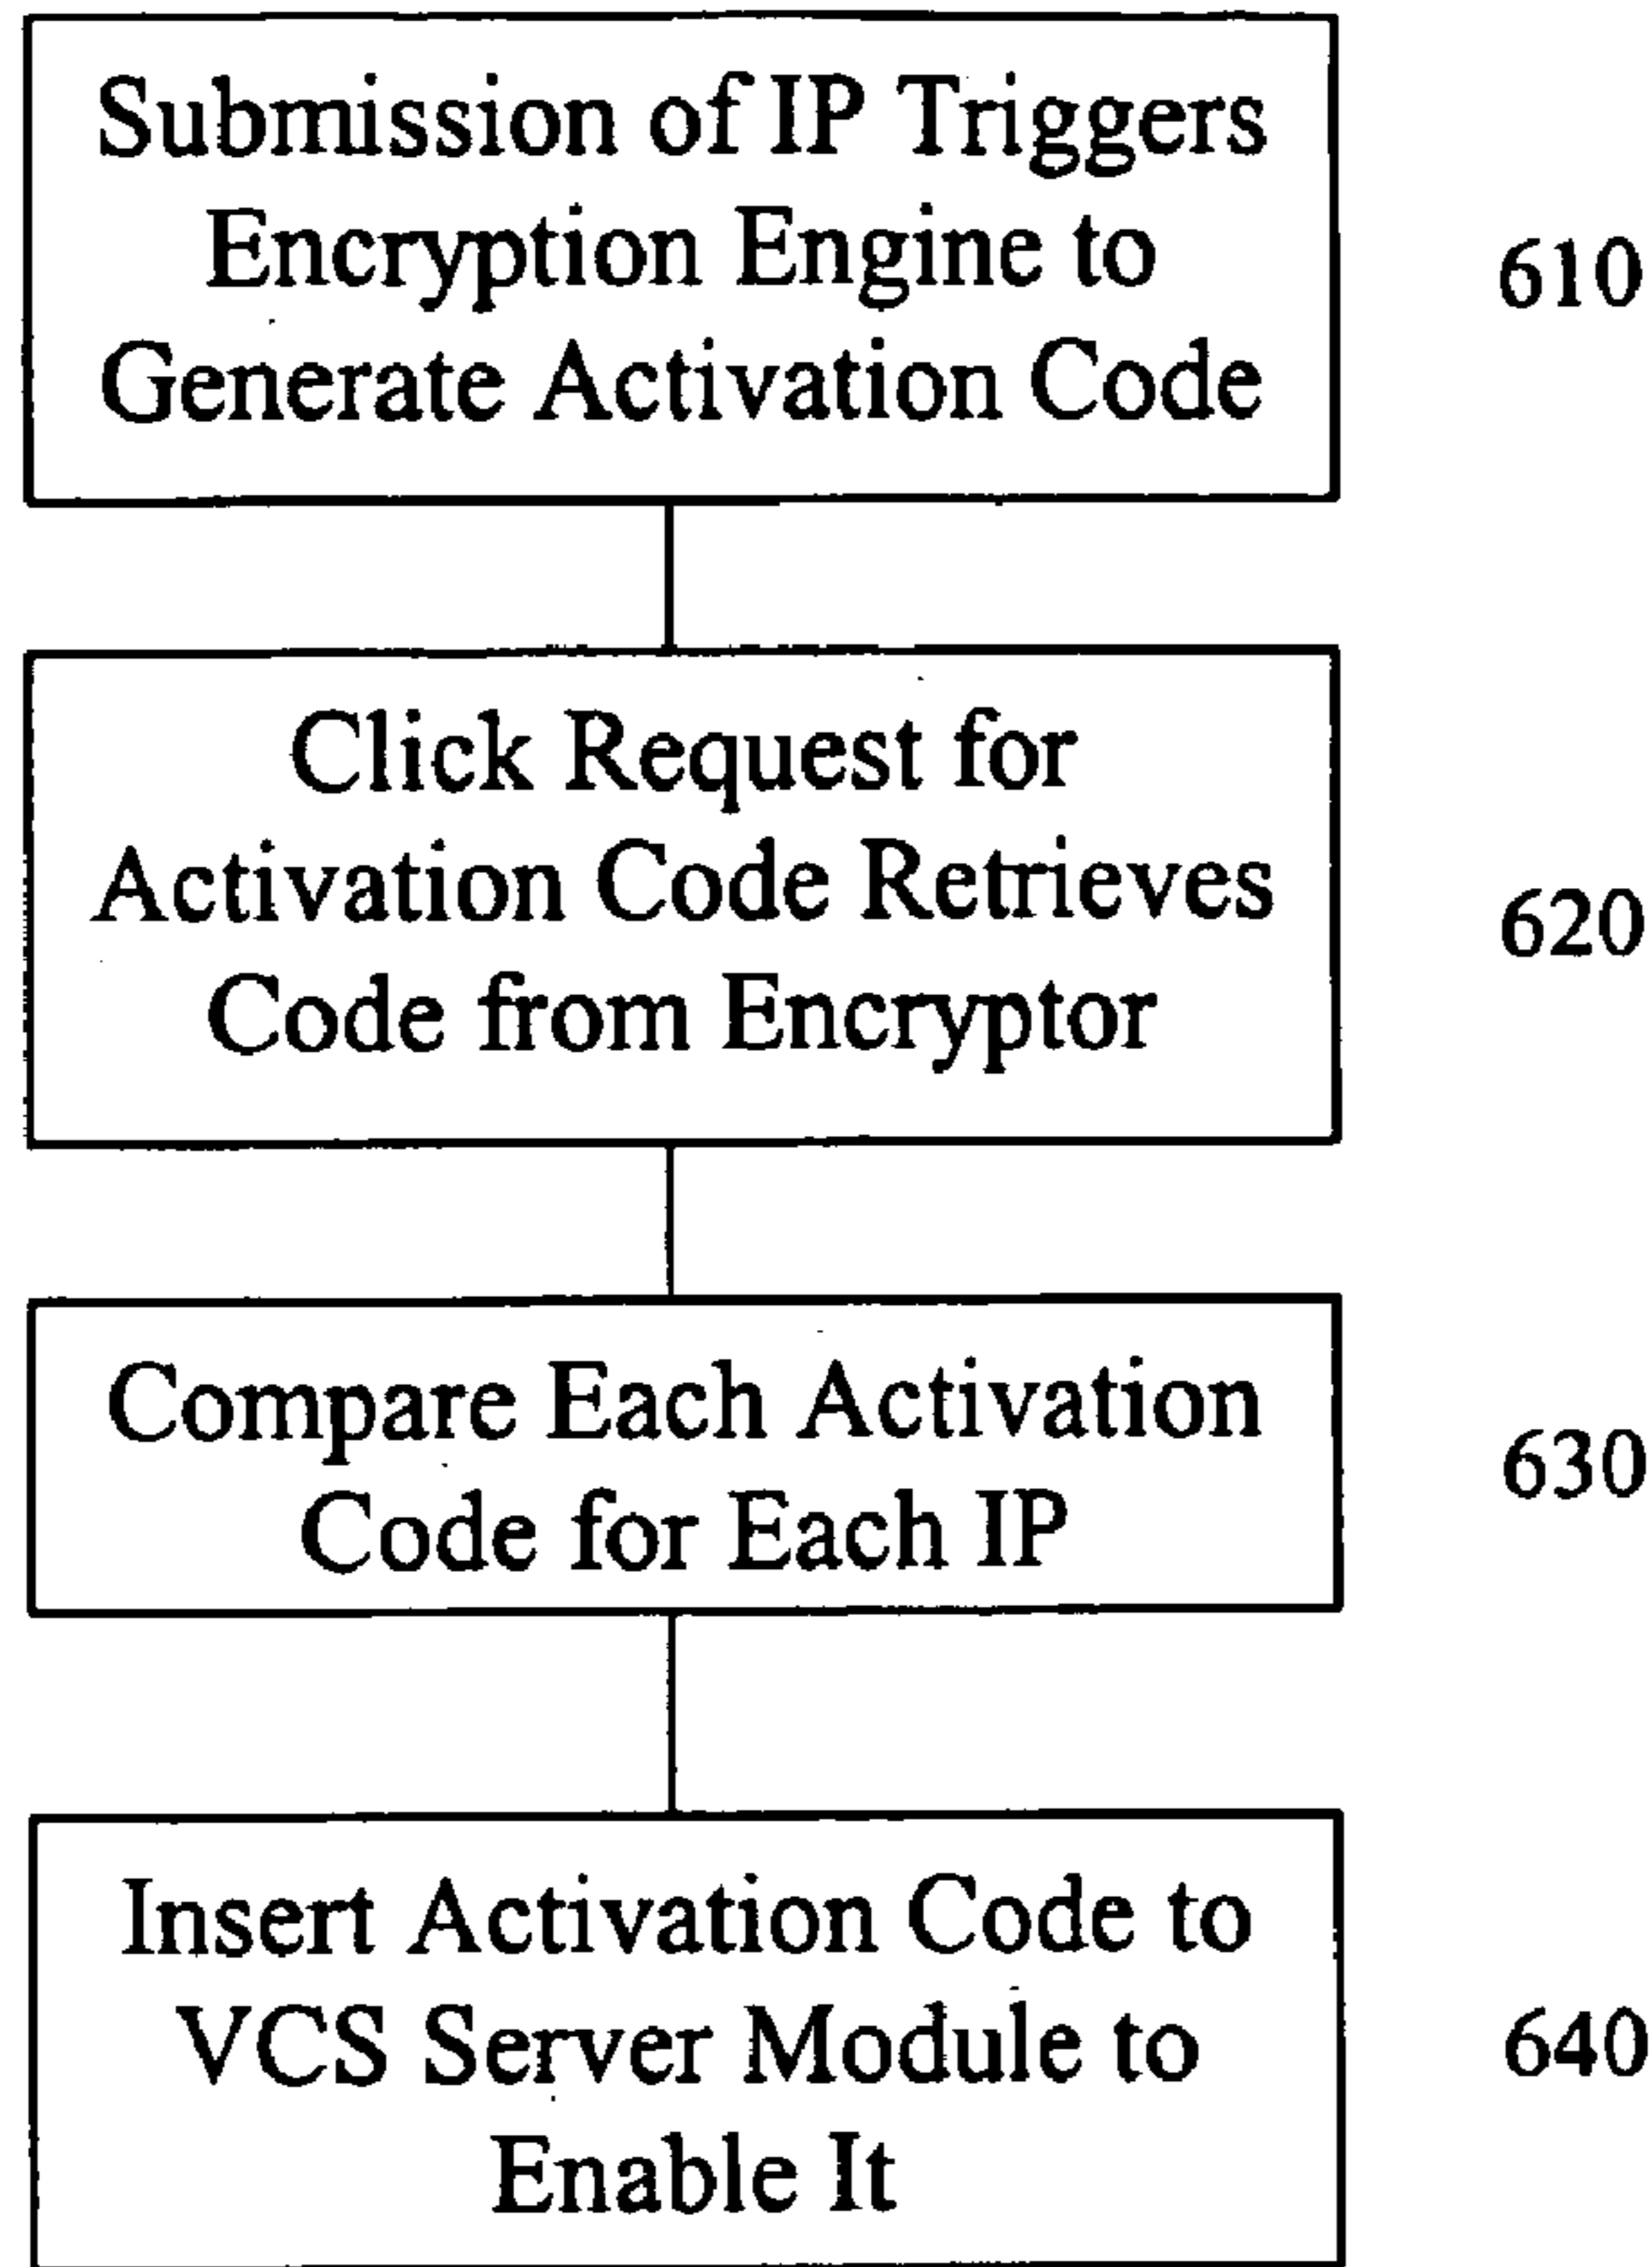 Submission of IP Triggers
Encryption Engine to
Generate Activation Code
610
Click Request for
Activation Code Retrieves
Code from Encryptor
620
Compare Each Activation
Code for Each IP
630
Insert Activation Code to
VCS Server Module to
Enable It
640